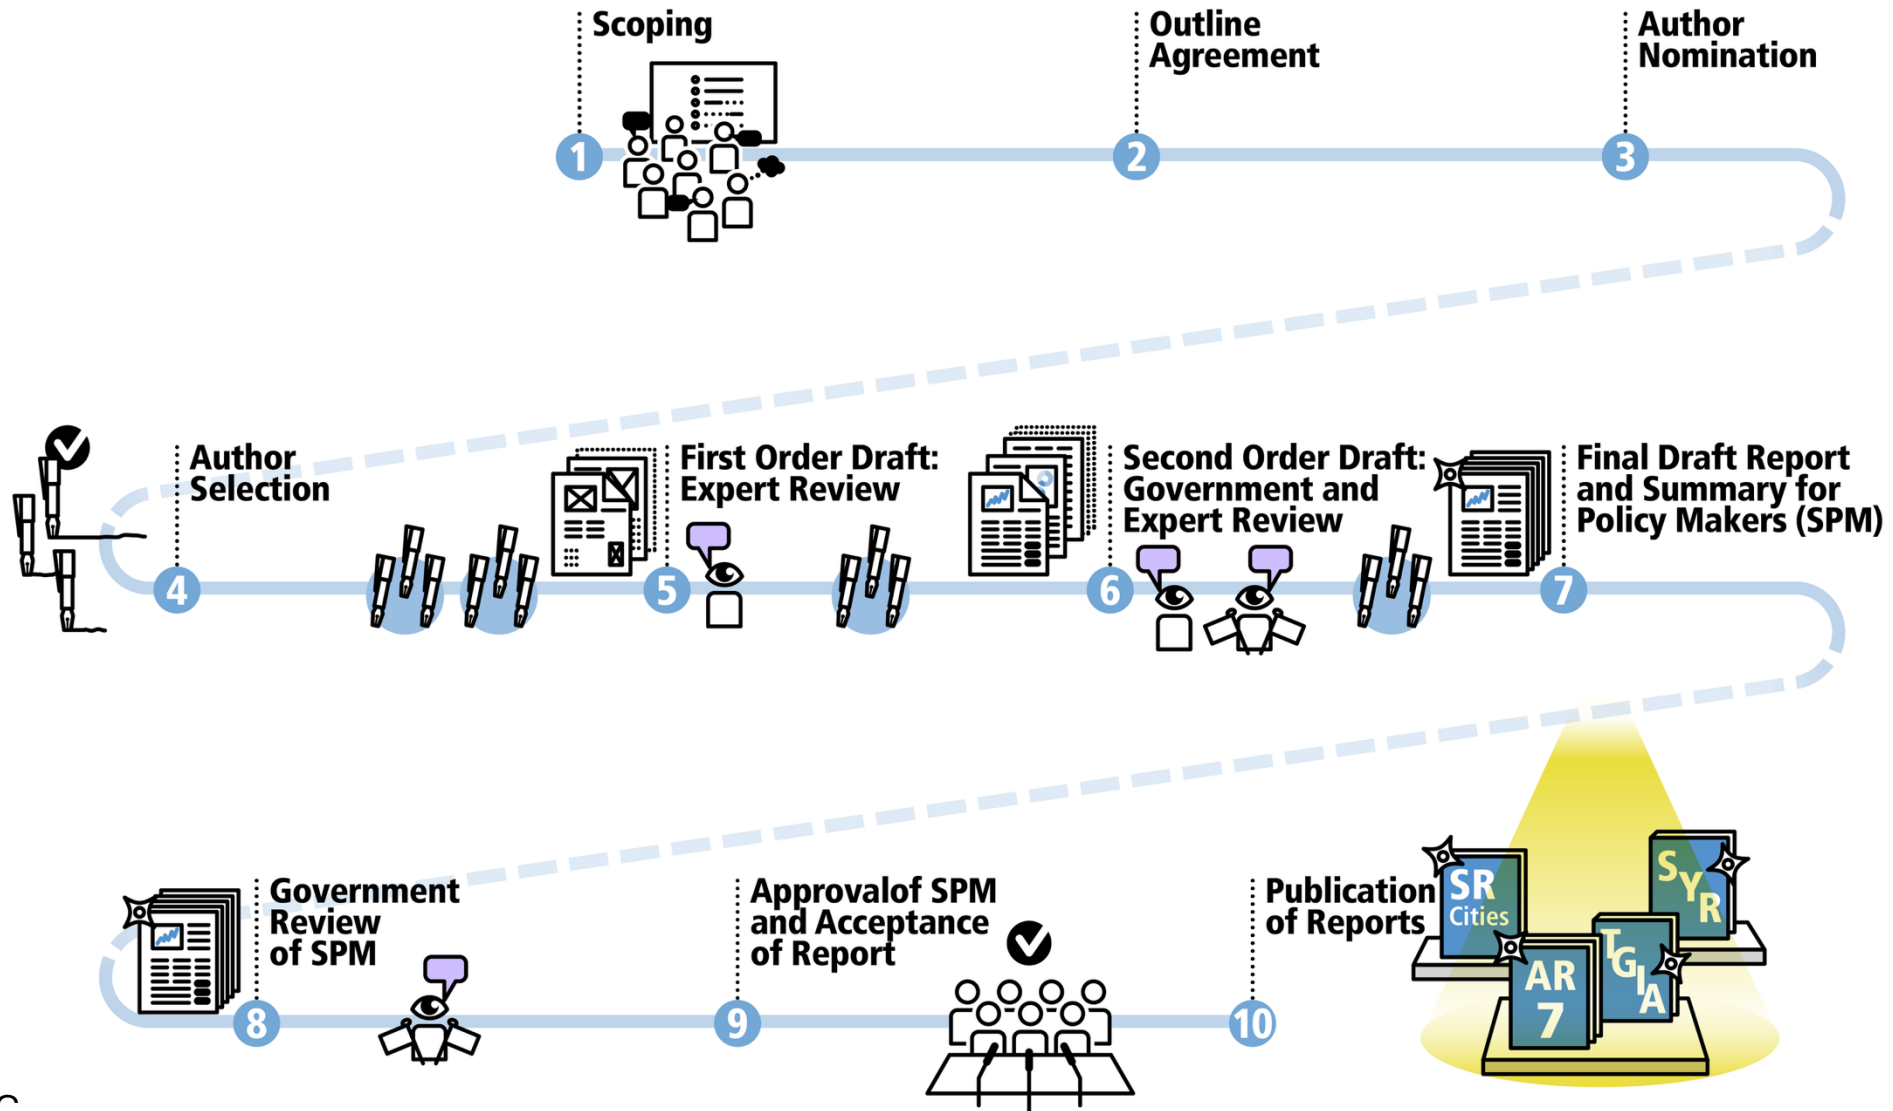 Scoping
Outline
Agreement
Author
Nomination
1
2
3
Author
Selection
First Order Draft:
Expert Review
Second Order Draft:
Government and
Expert Review
Final Draft Report
and Summary for
Policy Makers (SPM)
4
5
6
7
Government
Review
of SPM
Approvalof SPM
and Acceptance
of Report
Publication
of Reports
8
9
10
SR
Cities
SYR
AR
7
TGIA